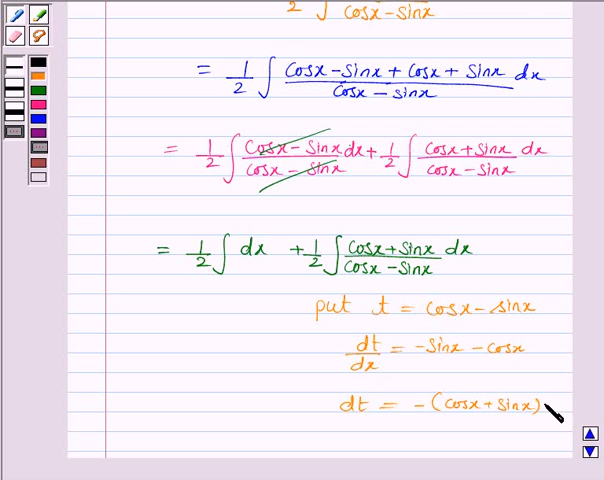 2 ∫ cosx - sinx
= 1/2 ∫ (cosx - sinx + cosx + sinx)/(cosx - sinx) dx
= 1/2 ∫ (cosx - sinx)/(cosx - sinx) dx + 1/2 ∫ (cosx + sinx)/(cosx - sinx) dx
= 1/2 ∫ dx + 1/2 ∫ (cosx + sinx)/(cosx - sinx) dx
put t = cosx - sinx
dt/dx = -sinx - cosx
dt = -(cosx + sinx)